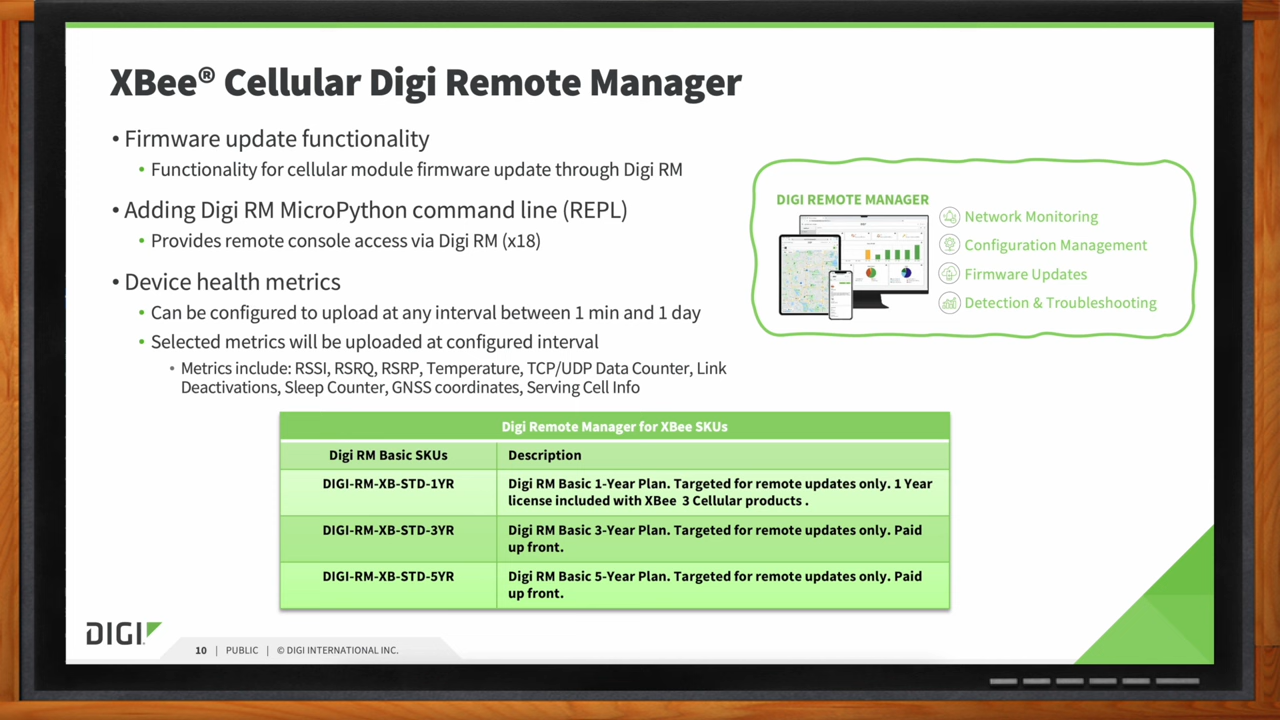 XBee® Cellular Digi Remote Manager
• Firmware update functionality
• Functionality for cellular module firmware update through Digi RM
• Adding Digi RM MicroPython command line (REPL)
• Provides remote console access via Digi RM (x18)
• Device health metrics
• Can be configured to upload at any interval between 1 min and 1 day
• Selected metrics will be uploaded at configured interval
• Metrics include: RSSI, RSRQ, RSRP, Temperature, TCP/UDP Data Counter, Link
Deactivations, Sleep Counter, GNSS coordinates, Serving Cell Info
DIGI REMOTE MANAGER
Network Monitoring
Configuration Management
Firmware Updates
Detection & Troubleshooting
Digi Remote Manager for XBee SKUs
Digi RM Basic SKUs Description
DIGI-RM-XB-STD-1YR Digi RM Basic 1-Year Plan. Targeted for remote updates only. 1 Year
license included with XBee 3 Cellular products .
DIGI-RM-XB-STD-3YR Digi RM Basic 3-Year Plan. Targeted for remote updates only. Paid
up front.
DIGI-RM-XB-STD-5YR Digi RM Basic 5-Year Plan. Targeted for remote updates only. Paid
up front.
DIGI
10 | PUBLIC | © DIGI INTERNATIONAL INC.